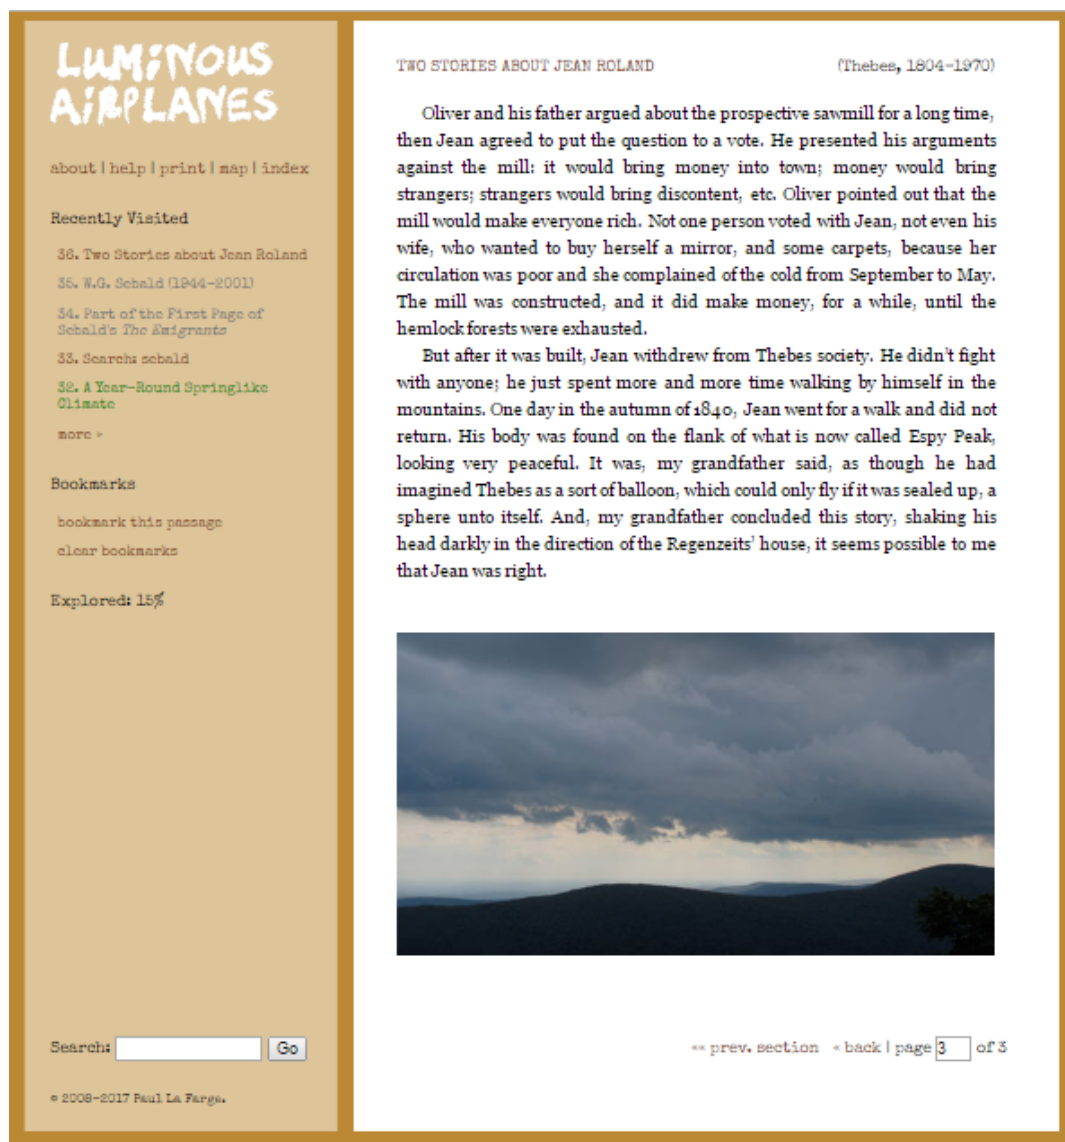 LUMiNOUS
AiRPLANES
about | help | print | map | index
Recently Visited
36. Two Stories about Jean Roland
35. W.G. Sebald (1944–2001)
34. Part of the First Page of
Sebald's The Emigrants
33. Search: sebald
32. A Year-Round Springlike
Climate
more »
Bookmarks
bookmark this passage
clear bookmarks
Explored: 15%
Search: Go
© 2008-2017 Paul La Farge.
TWO STORIES ABOUT JEAN ROLAND (Thebes, 1804-1970)
Oliver and his father argued about the prospective sawmill for a long time,
then Jean agreed to put the question to a vote. He presented his arguments
against the mill: it would bring money into town; money would bring
strangers; strangers would bring discontent, etc. Oliver pointed out that the
mill would make everyone rich. Not one person voted with Jean, not even his
wife, who wanted to buy herself a mirror, and some carpets, because her
circulation was poor and she complained of the cold from September to May.
The mill was constructed, and it did make money, for a while, until the
hemlock forests were exhausted.
But after it was built, Jean withdrew from Thebes society. He didn't fight
with anyone; he just spent more and more time walking by himself in the
mountains. One day in the autumn of 1840, Jean went for a walk and did not
return. His body was found on the flank of what is now called Espy Peak,
looking very peaceful. It was, my grandfather said, as though he had
imagined Thebes as a sort of balloon, which could only fly if it was sealed up, a
sphere unto itself. And, my grandfather concluded this story, shaking his
head darkly in the direction of the Regenzeits' house, it seems possible to me
that Jean was right.
«« prev. section « back | page 3 of 3